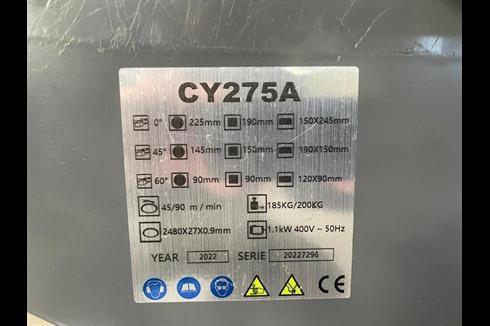 CY275A
0° 225mm 190mm 150X245mm
45° 145mm 150mm 190X150mm
60° 90mm 90mm 120X90mm
45/90 m / min 185KG/200KG
2480X27X0.9mm 1.1kW 400V ~ 50Hz
YEAR 2022 SERIE 20227296
CE